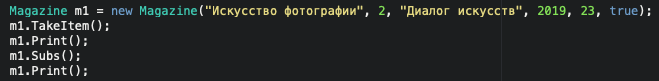 Magazine m1 = new Magazine("Искусство фотографии", 2, "Диалог искусств", 2019, 23, true);
m1.TakeItem();
m1.Print();
m1.Subs();
m1.Print();